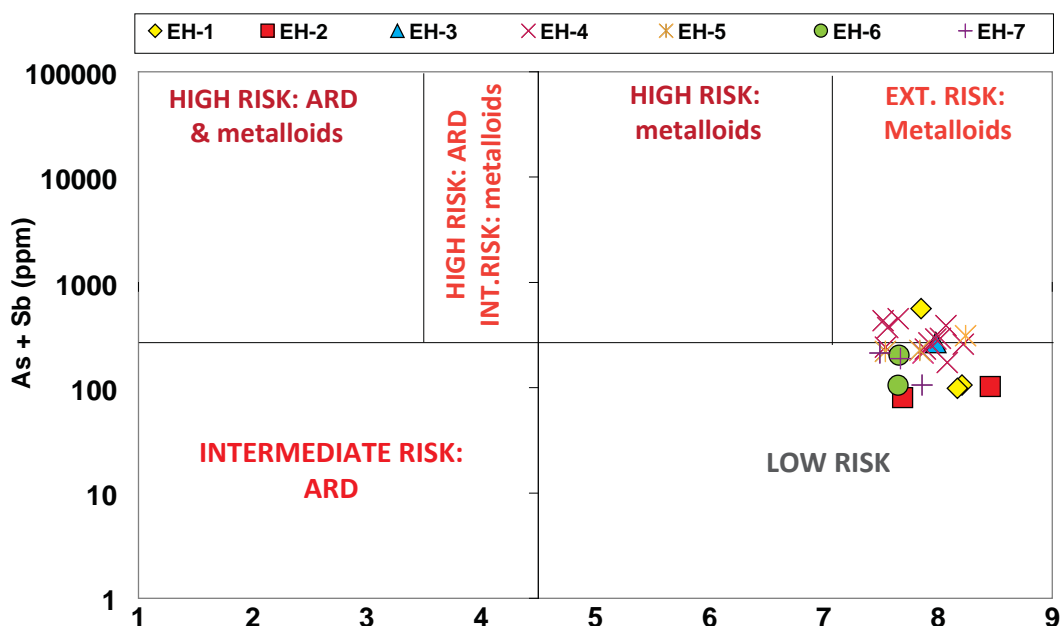 EH-1 EH-2 EH-3 EH-4 EH-5 EH-6 EH-7
100000
10000
1000
100
10
1
As + Sb (ppm)
HIGH RISK: ARD
& metalloids
HIGH RISK: ARD
INT.RISK: metalloids
HIGH RISK:
metalloids
EXT. RISK:
Metalloids
INTERMEDIATE RISK:
ARD
LOW RISK
1 2 3 4 5 6 7 8 9